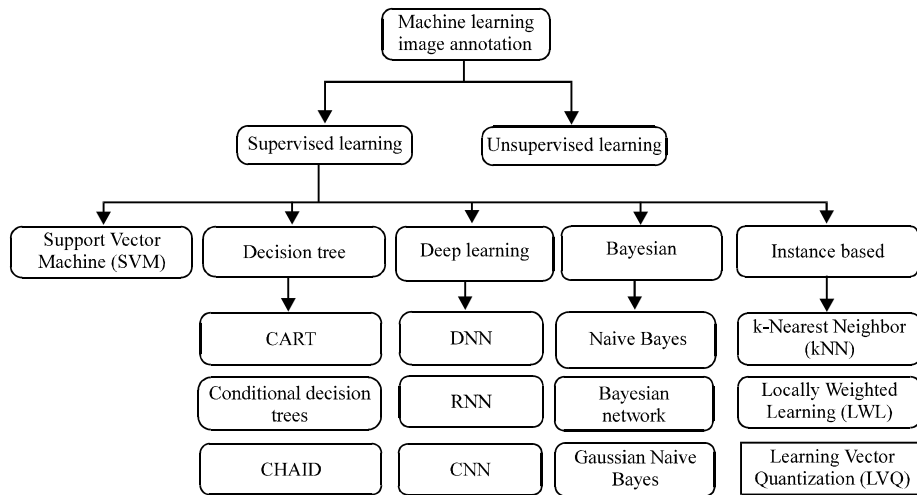 Machine learning
image annotation
Supervised learning
Unsupervised learning
Support Vector
Machine (SVM)
Decision tree
Deep learning
Bayesian
Instance based
CART
DNN
Naive Bayes
k-Nearest Neighbor
(kNN)
Conditional decision
trees
RNN
Bayesian
network
Locally Weighted
Learning (LWL)
CHAID
CNN
Gaussian Naive
Bayes
Learning Vector
Quantization (LVQ)